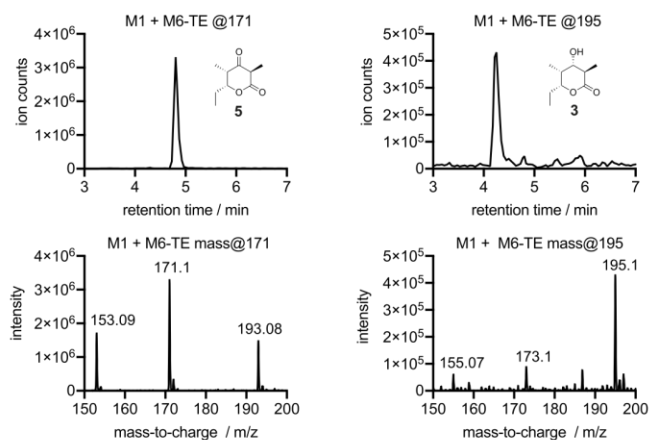 M1 + M6-TE @171
4×10⁶
3×10⁶
2×10⁶
1×10⁶
0
ion counts
3 4 5 6 7
retention time / min
O
O
O
5
M1 + M6-TE @195
5×10⁵
4×10⁵
3×10⁵
2×10⁵
1×10⁵
0
ion counts
3 4 5 6 7
retention time / min
OH
O
O
3
M1 + M6-TE mass@171
4×10⁶
3×10⁶
2×10⁶
1×10⁶
0
intensity
171.1
153.09
193.08
150 160 170 180 190 200
mass-to-charge / m/z
M1 + M6-TE mass@195
5×10⁵
4×10⁵
3×10⁵
2×10⁵
1×10⁵
0
intensity
195.1
155.07
173.1
150 160 170 180 190 200
mass-to-charge / m/z